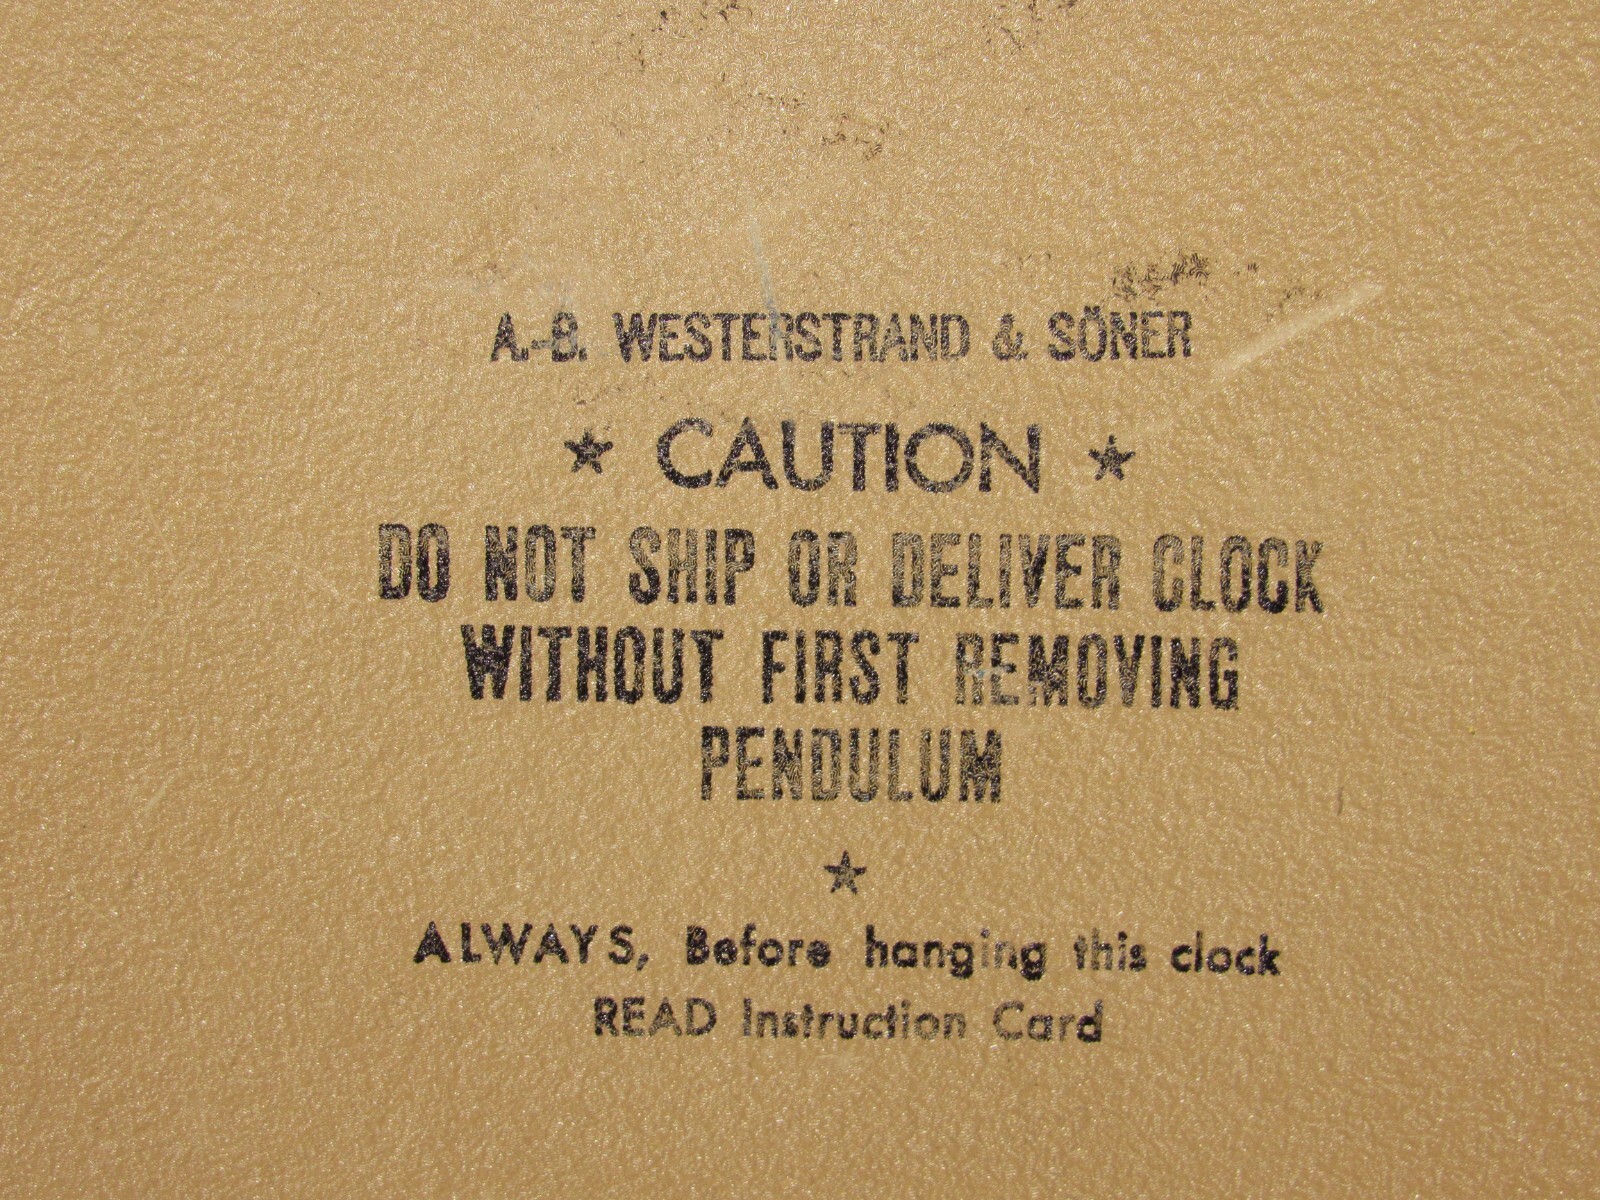 A.-B. WESTERSTRAND & SÖNER
★ CAUTION ★
DO NOT SHIP OR DELIVER CLOCK
WITHOUT FIRST REMOVING
PENDULUM
★
ALWAYS, Before hanging this clock
READ Instruction Card